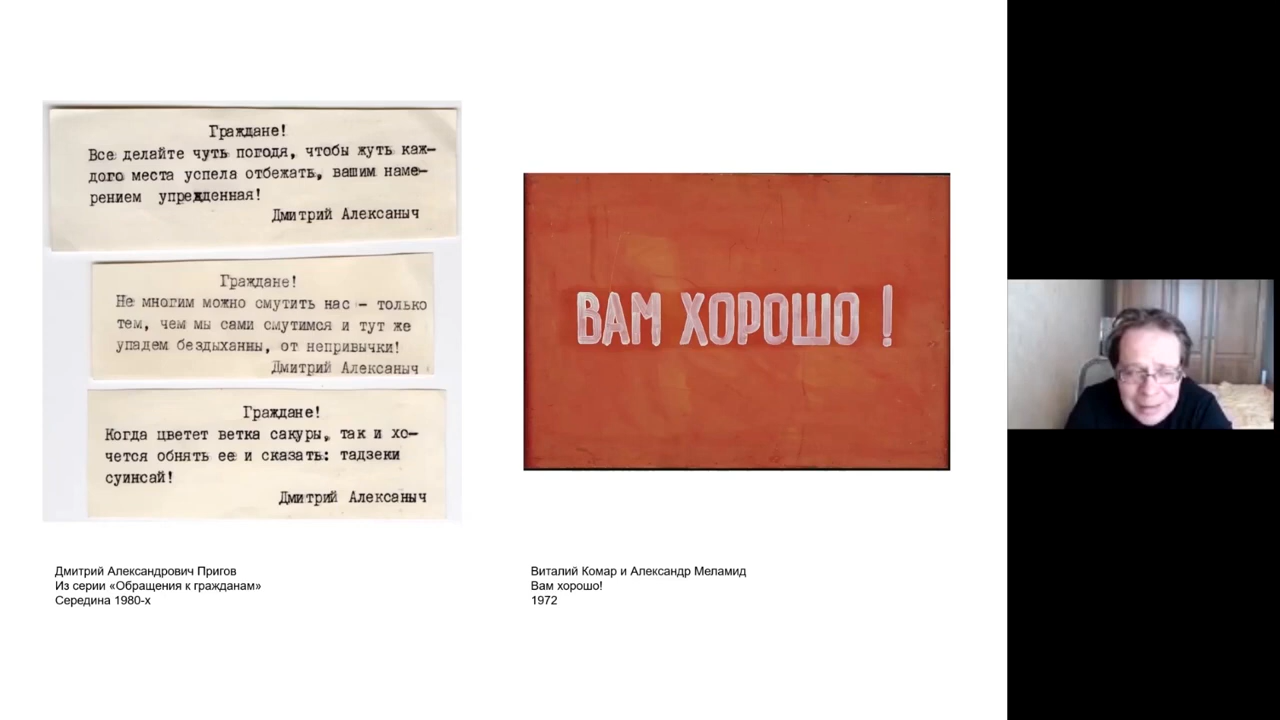 Граждане!
Все делайте чуть погодя, чтобы жуть каж-
дого места успела отбежать, вашим наме-
рением упрежденная!
Дмитрий Алексаныч
Граждане!
Не многим можно смутить нас - только
тем, чем мы сами смутимся и тут же
упадем бездыханны, от непривычки!
Дмитрий Алексаныч
Граждане!
Когда цветет ветка сакуры, так и хо-
чется обнять ее и сказать: тадзеки
суинсай!
Дмитрий Алексаныч
Дмитрий Александрович Пригов
Из серии «Обращения к гражданам»
Середина 1980-х
ВАМ ХОРОШО !
Виталий Комар и Александр Меламид
Вам хорошо!
1972